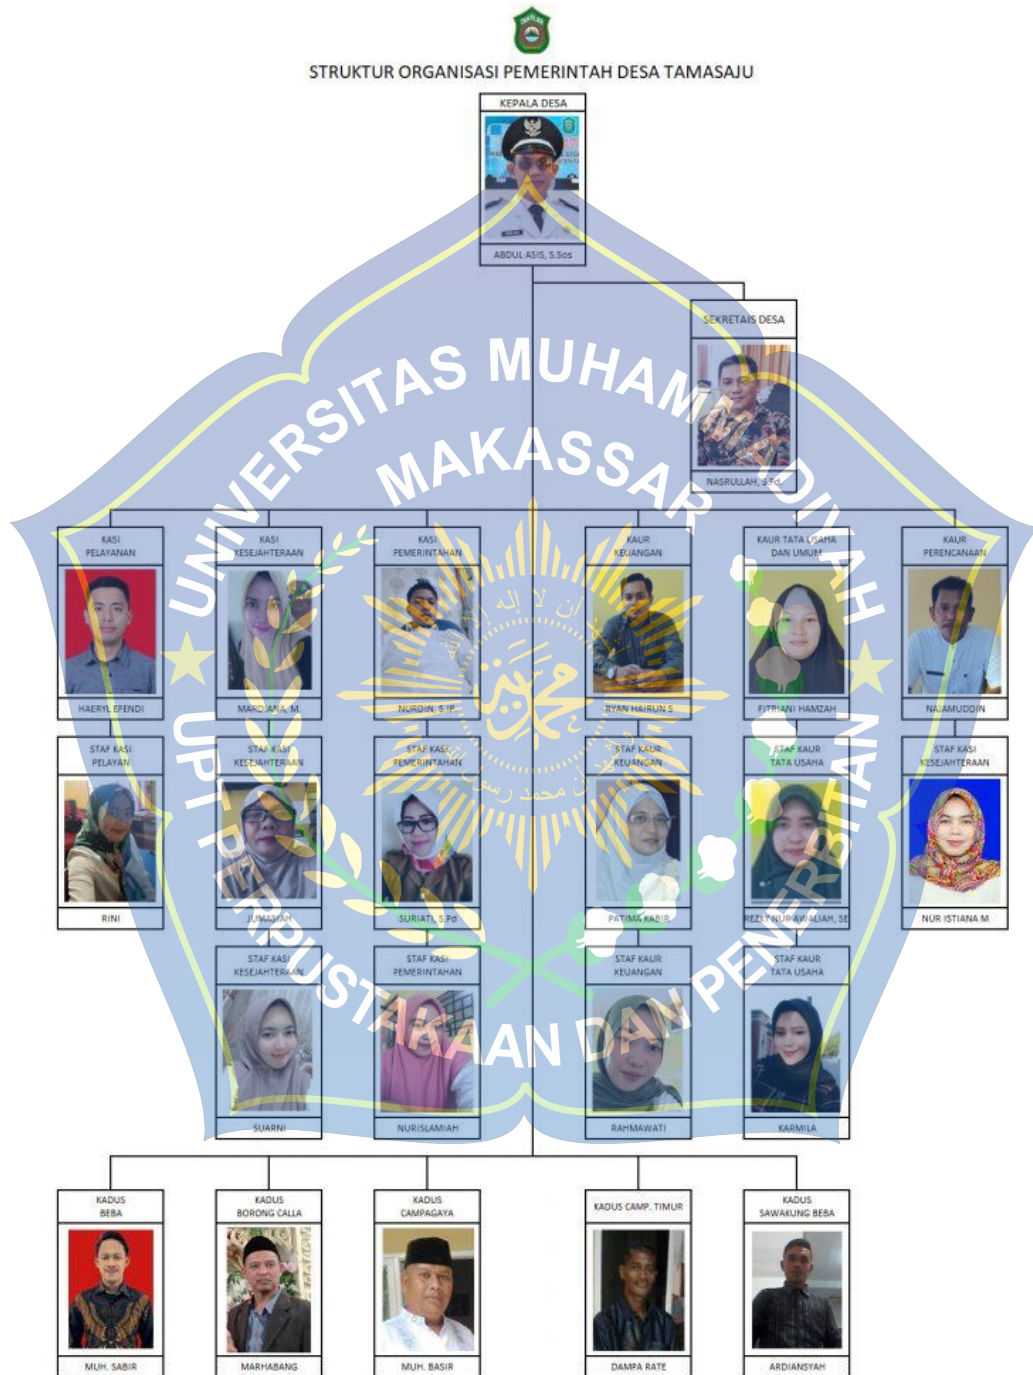 STRUKTUR ORGANISASI PEMERINTAH DESA TAMASAJU
KEPALA DESA
ABDUL ASIS, S.Sos
SEKRETAIS DESA
NASRULLAH, S.Pd,
UNIVERSITAS MUHAMMADIYAH
MAKASSAR
UPT PERPUSTAKAAN DAN PENERBITAN
KASI
PELAYANAN
HAERYL EFENDI
KASI
KESEJAHTERAAN
MARDIANA, M.
KASI
PEMERINTAHAN
NURDIN, S.IP
KAUR
KEUANGAN
RYAN HAIRUN S
KAUR TATA USAHA
DAN UMUM
FITRIANI HAMZAH
KAUR
PERENCANAAN
NAJAMUDDIN
STAF KASI
PELAYAN
RINI
STAF KASI
KESEJAHTERAAN
JUMASIAH
STAF KASI
PEMERINTAHAN
SURIATI, S.Pd
STAF KAUR
KEUANGAN
PATIMA KABIR
STAF KAUR
TATA USAHA
REZKY NUR AWALIAH, SE
STAF KASI
KESEJAHTERAAN
NUR ISTIANA M
STAF KASI
KESEJAHTERAAN
SUARNI
STAF KASI
PEMERINTAHAN
NURISLAMIAH
STAF KAUR
KEUANGAN
RAHMAWATI
STAF KAUR
TATA USAHA
KARMILA
KADUS
BEBA
MUH. SABIR
KADUS
BORONG CALLA
MARHABANG
KADUS
CAMPAGAYA
MUH. BASIR
KADUS CAMP. TIMUR
DAMPA RATE
KADUS
SAWAKUNG BEBA
ARDIANSYAH